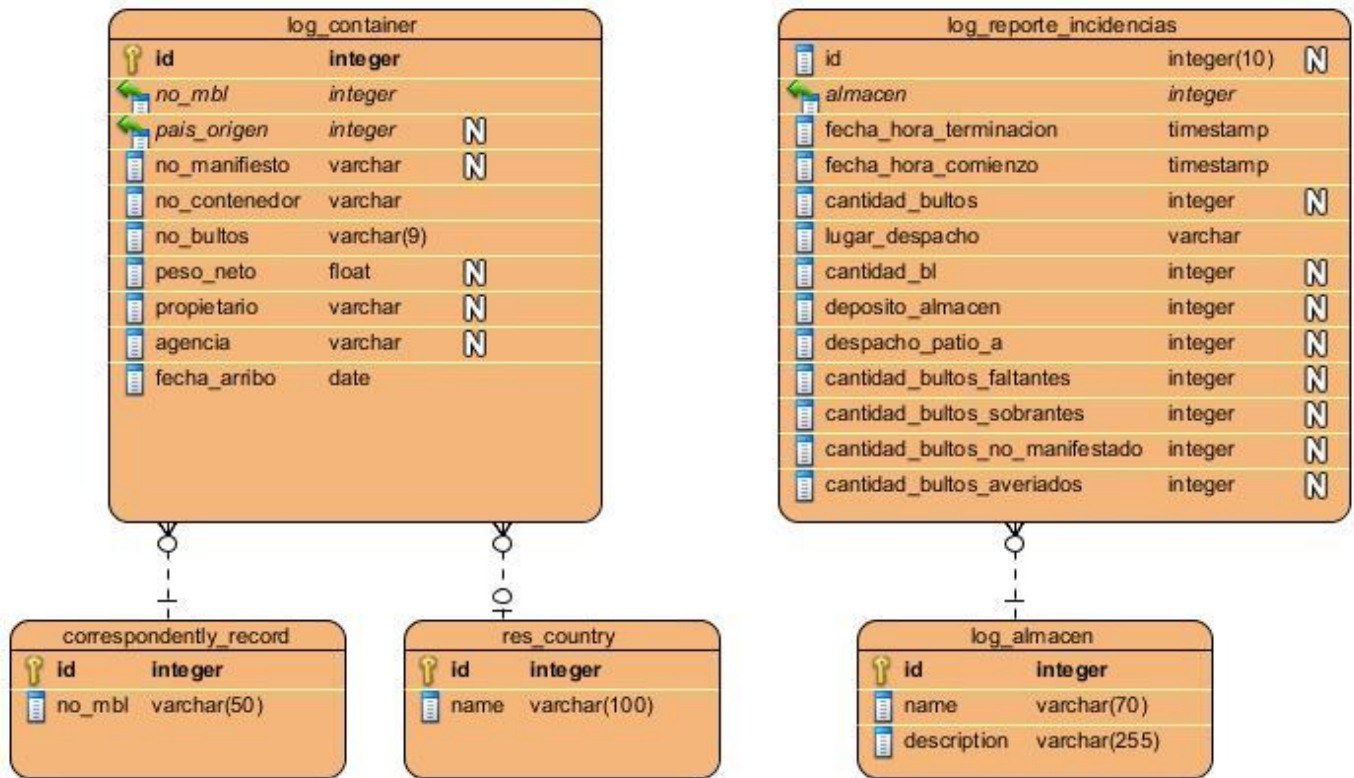 log_container
id integer
no_mbl integer
pais_origen integer N
no_manifiesto varchar N
no_contenedor varchar
no_bultos varchar(9)
peso_neto float N
propietario varchar N
agencia varchar N
fecha_arribo date
log_reporte_incidencias
id integer(10) N
almacen integer
fecha_hora_terminacion timestamp
fecha_hora_comienzo timestamp
cantidad_bultos integer N
lugar_despacho varchar
cantidad_bl integer N
deposito_almacen integer N
despacho_patio_a integer N
cantidad_bultos_faltantes integer N
cantidad_bultos_sobrantes integer N
cantidad_bultos_no_manifestado integer N
cantidad_bultos_averiados integer N
correspondently_record
id integer
no_mbl varchar(50)
res_country
id integer
name varchar(100)
log_almacen
id integer
name varchar(70)
description varchar(255)